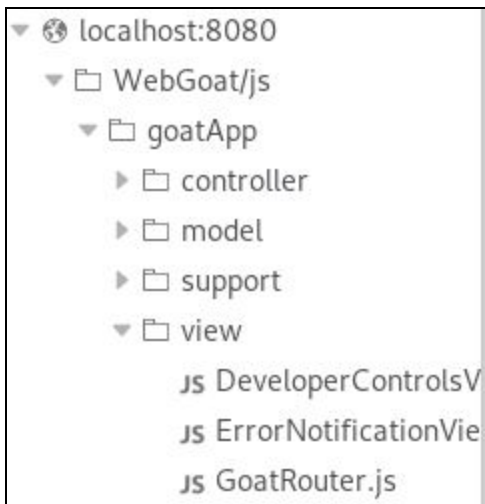 localhost:8080
WebGoat/js
goatApp
controller
model
support
view
JS DeveloperControlsV
JS ErrorNotificationVie
JS GoatRouter.js